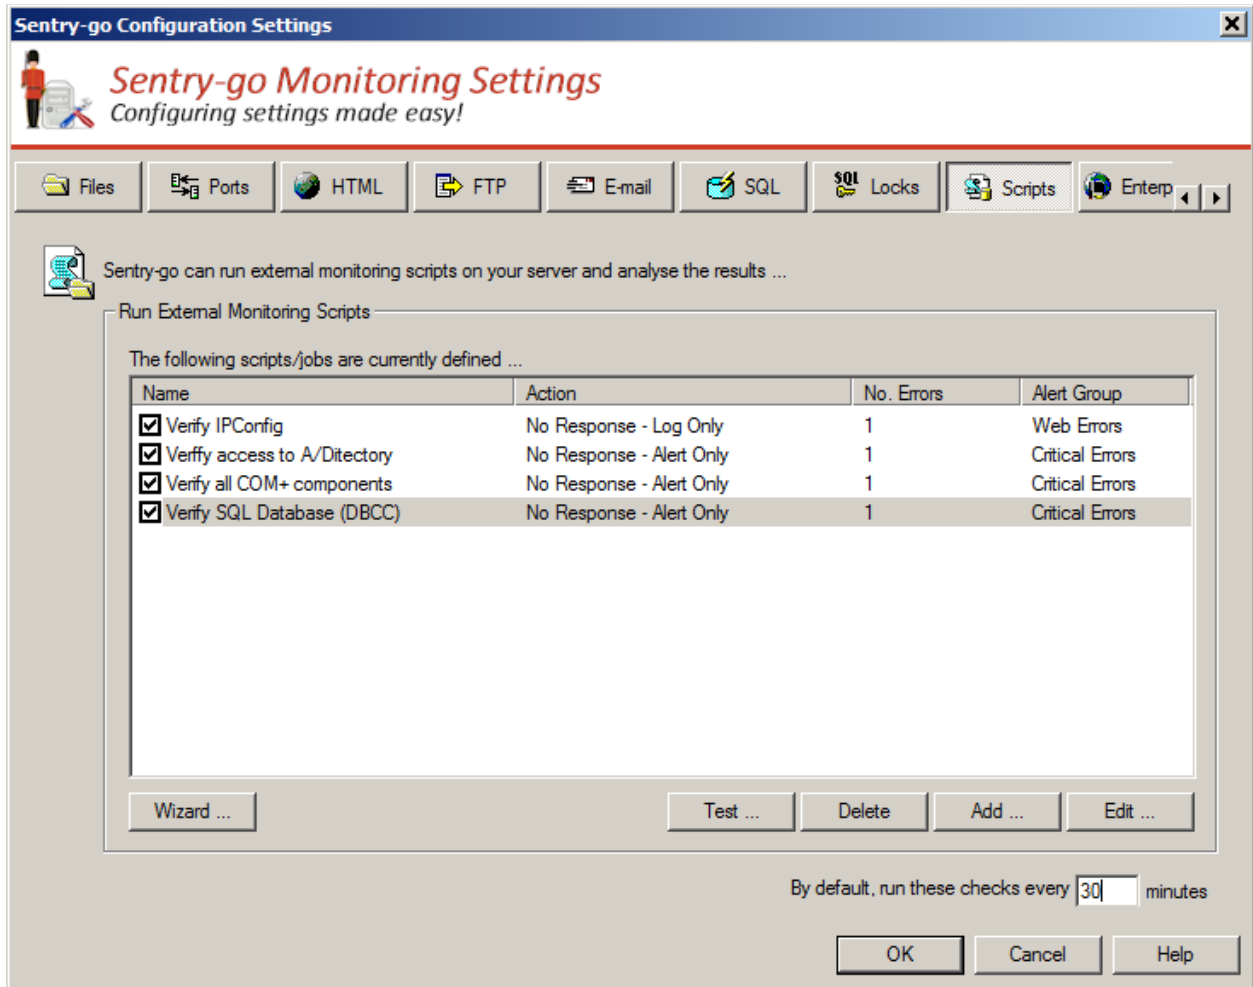 Sentry-go Configuration Settings
Sentry-go Monitoring Settings
Configuring settings made easy!
Files Ports HTML FTP E-mail SQL SQL Locks Scripts Enterp
Sentry-go can run external monitoring scripts on your server and analyse the results ...
Run External Monitoring Scripts
The following scripts/jobs are currently defined ...
Name Action No. Errors Alert Group
Verify IPConfig No Response - Log Only 1 Web Errors
Verffy access to A/Ditectory No Response - Alert Only 1 Critical Errors
Verify all COM+ components No Response - Alert Only 1 Critical Errors
Verify SQL Database (DBCC) No Response - Alert Only 1 Critical Errors
Wizard ... Test ... Delete Add ... Edit ...
By default, run these checks every 30 minutes
OK Cancel Help